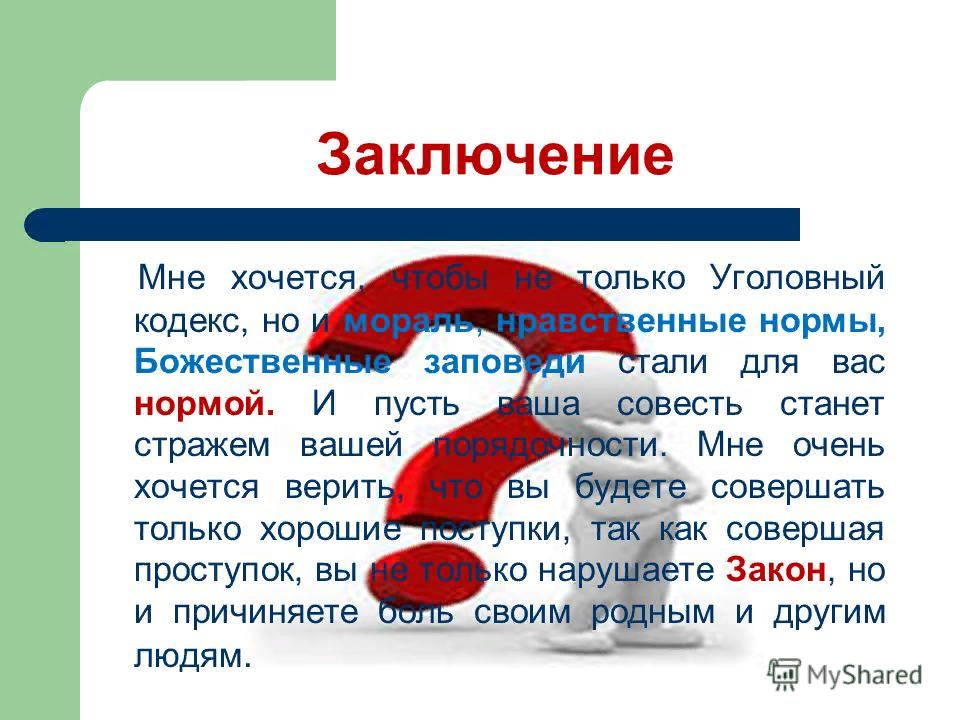 Заключение
Мне хочется, чтобы не только Уголовный
кодекс, но и мораль, нравственные нормы,
Божественные заповеди стали для вас
нормой. И пусть ваша совесть станет
стражем вашей порядочности. Мне очень
хочется верить, что вы будете совершать
только хорошие поступки, так как совершая
проступок, вы не только нарушаете Закон, но
и причиняете боль своим родным и другим
людям.
MyShared